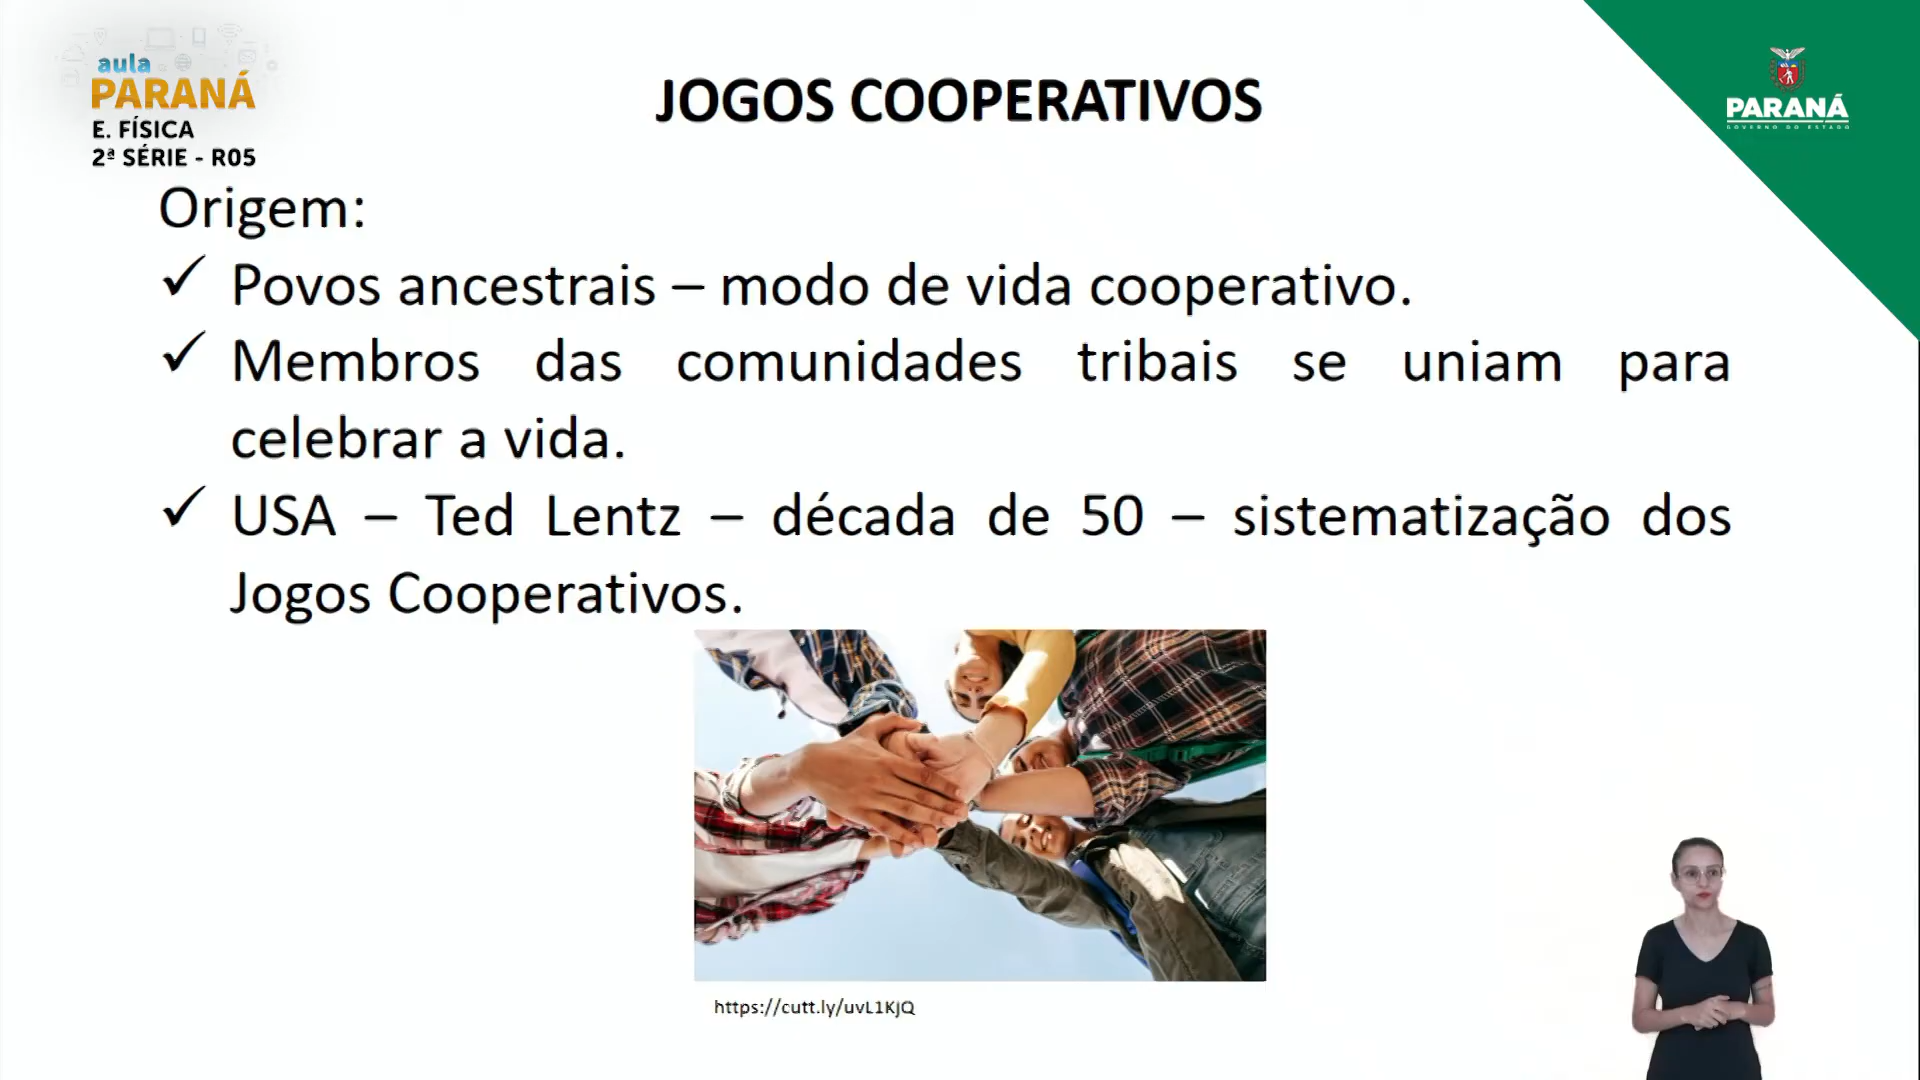 aula
PARANÁ
E. FÍSICA
2ª SÉRIE - R05
JOGOS COOPERATIVOS
PARANÁ
GOVERNO DO ESTADO
Origem:
✓ Povos ancestrais – modo de vida cooperativo.
✓ Membros das comunidades tribais se uniam para
celebrar a vida.
✓ USA – Ted Lentz – década de 50 – sistematização dos
Jogos Cooperativos.
https://cutt.ly/uvL1KjQ